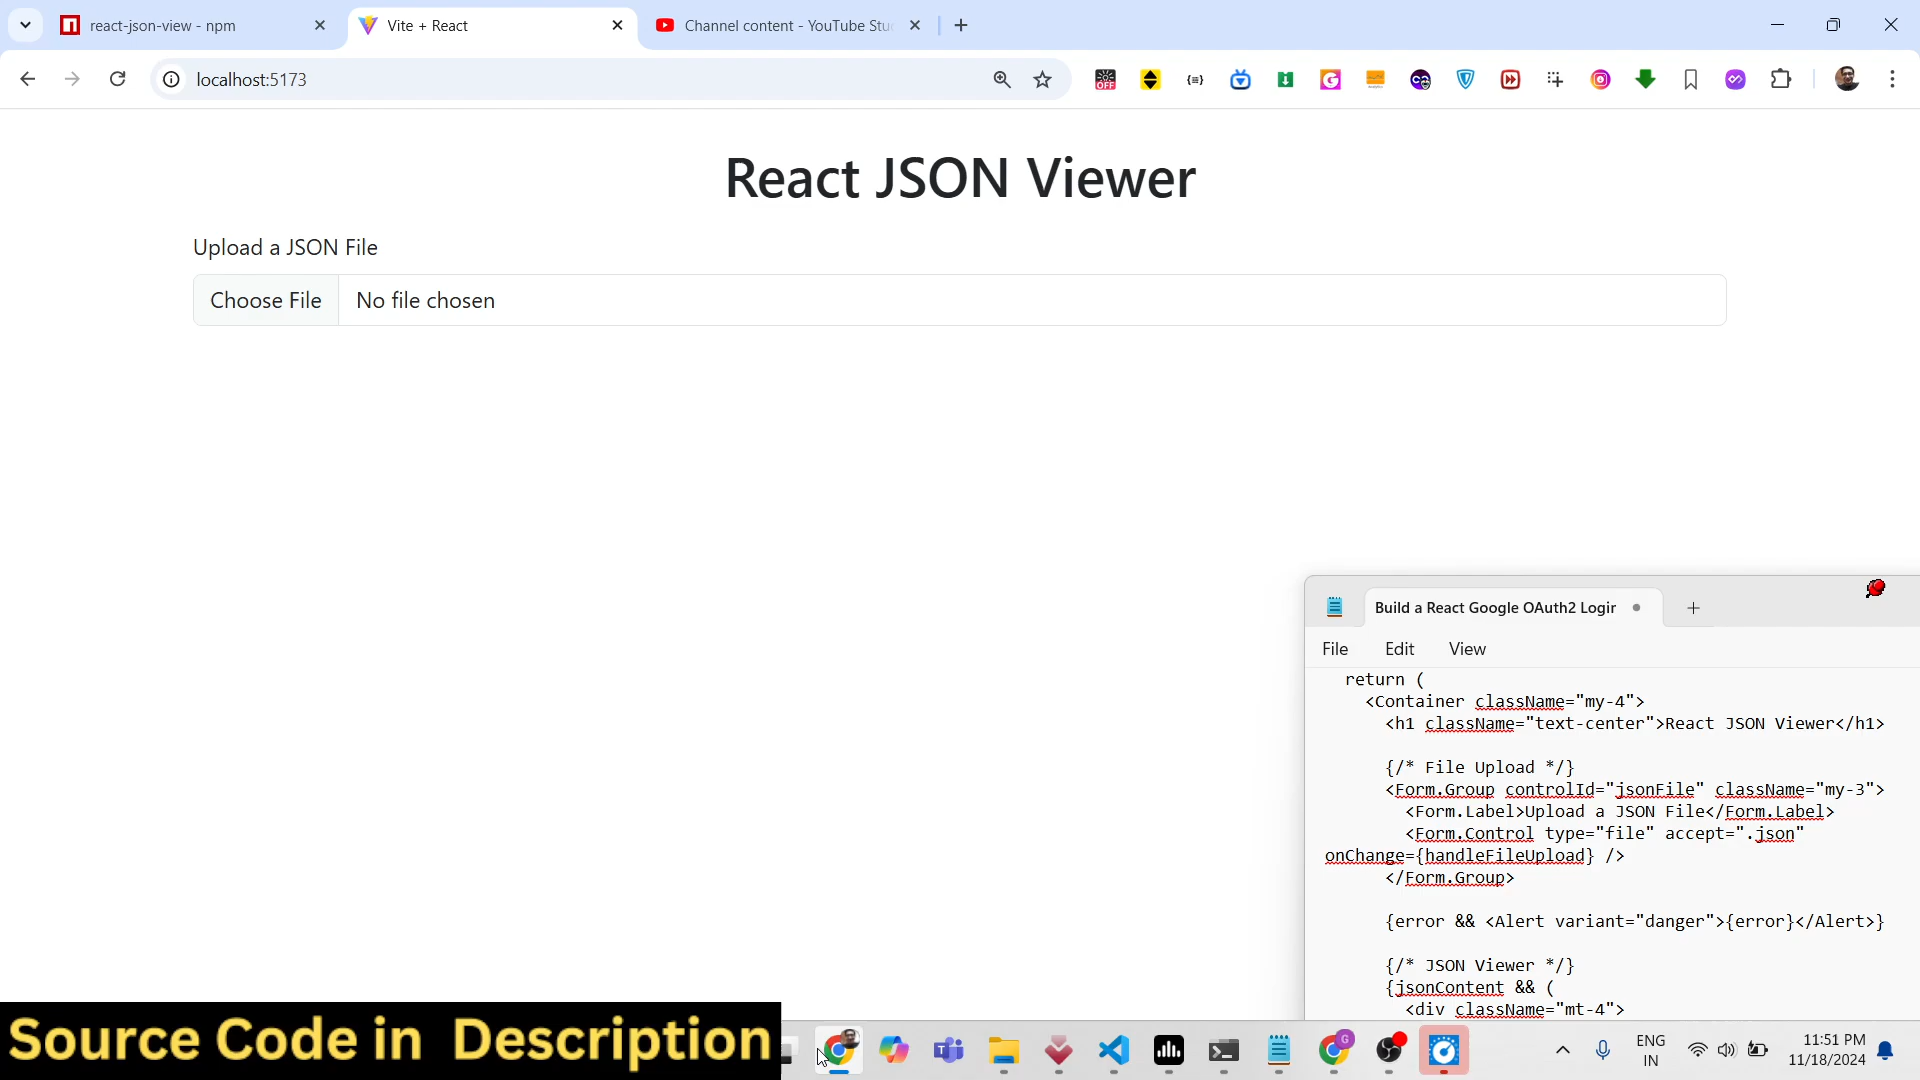 react-json-view - npm
Vite + React
Channel content - YouTube Stu
localhost:5173
OFF
React JSON Viewer
Upload a JSON File
Choose File
No file chosen
Build a React Google OAuth2 Login
File Edit View
return (
<Container className="my-4">
<h1 className="text-center">React JSON Viewer</h1>
{/* File Upload */}
<Form.Group controlId="jsonFile" className="my-3">
<Form.Label>Upload a JSON File</Form.Label>
<Form.Control type="file" accept=".json"
onChange={handleFileUpload} />
</Form.Group>
{error && <Alert variant="danger">{error}</Alert>}
{/* JSON Viewer */}
{jsonContent && (
<div className="mt-4">
Source Code in Description
ENG
IN
11:51 PM
11/18/2024